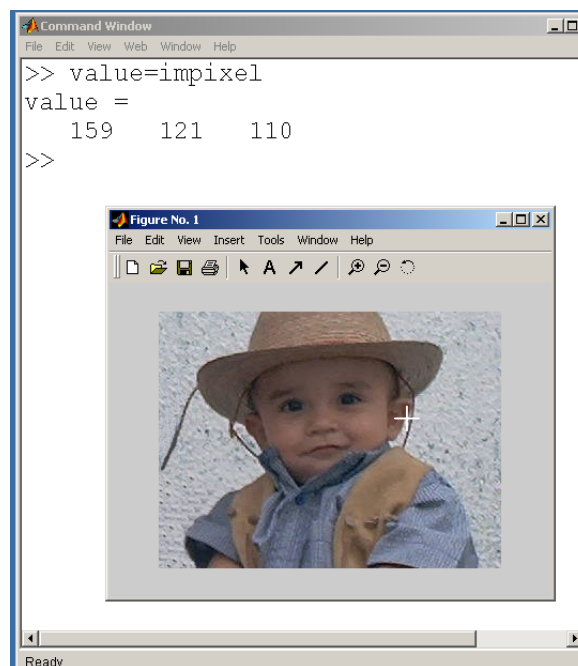 Command Window
File Edit View Web Window Help
>> value=impixel
value =
159 121 110
>>
Figure No. 1
File Edit View Insert Tools Window Help
A
Ready